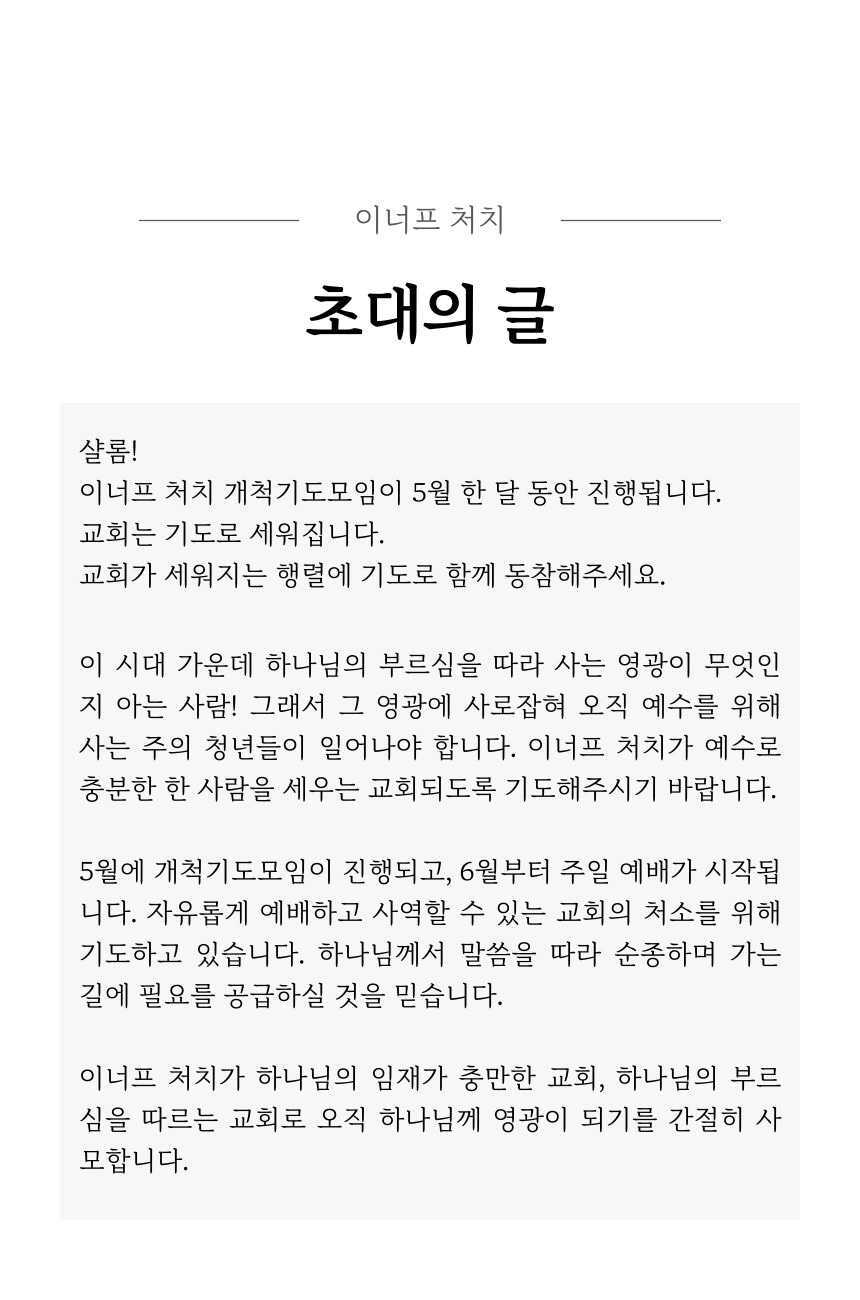 이너프 처치
초대의 글
샬롬!
이너프 처치 개척기도모임이 5월 한 달 동안 진행됩니다.
교회는 기도로 세워집니다.
교회가 세워지는 행렬에 기도로 함께 동참해주세요.
이 시대 가운데 하나님의 부르심을 따라 사는 영광이 무엇인
지 아는 사람! 그래서 그 영광에 사로잡혀 오직 예수를 위해
사는 주의 청년들이 일어나야 합니다. 이너프 처치가 예수로
충분한 한 사람을 세우는 교회되도록 기도해주시기 바랍니다.
5월에 개척기도모임이 진행되고, 6월부터 주일 예배가 시작됩
니다. 자유롭게 예배하고 사역할 수 있는 교회의 처소를 위해
기도하고 있습니다. 하나님께서 말씀을 따라 순종하며 가는
길에 필요를 공급하실 것을 믿습니다.
이너프 처치가 하나님의 임재가 충만한 교회, 하나님의 부르
심을 따르는 교회로 오직 하나님께 영광이 되기를 간절히 사
모합니다.